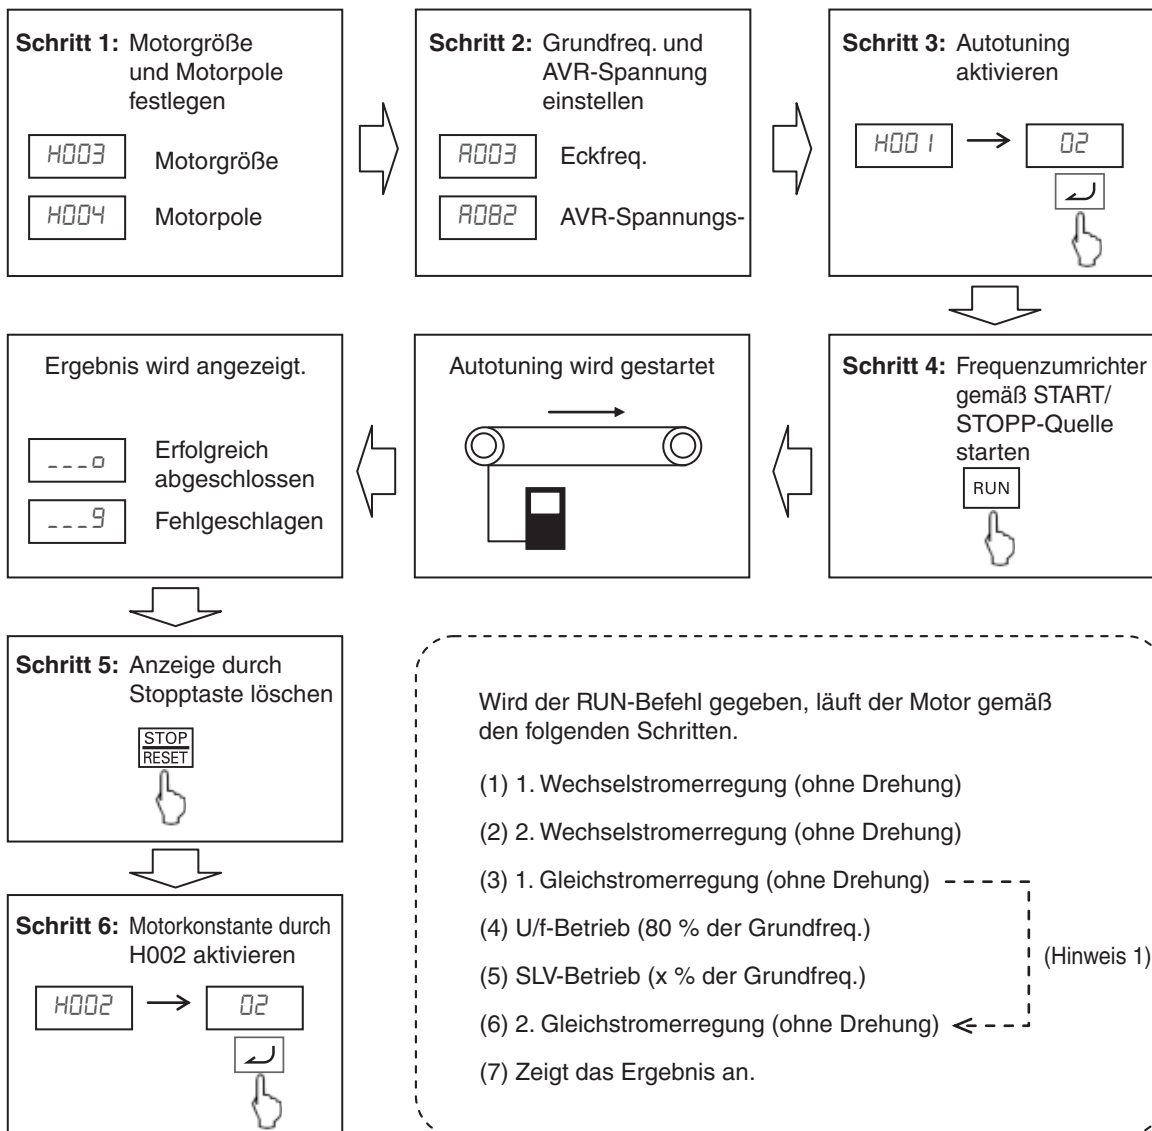 Schritt 1: Motorgröße
und Motorpole
festlegen
H003 Motorgröße
H004 Motorpole
Schritt 2: Grundfreq. und
AVR-Spannung
einstellen
A003 Eckfreq.
A082 AVR-Spannungs-
Schritt 3: Autotuning
aktivieren
H001 → 02
Schritt 4: Frequenzumrichter
gemäß START/
STOPP-Quelle
starten
RUN
Autotuning wird gestartet
Ergebnis wird angezeigt.
___o Erfolgreich
abgeschlossen
___9 Fehlgeschlagen
Schritt 5: Anzeige durch
Stopptaste löschen
STOP
RESET
Schritt 6: Motorkonstante durch
H002 aktivieren
H002 → 02
Wird der RUN-Befehl gegeben, läuft der Motor gemäß
den folgenden Schritten.
(1) 1. Wechselstromerregung (ohne Drehung)
(2) 2. Wechselstromerregung (ohne Drehung)
(3) 1. Gleichstromerregung (ohne Drehung)
(4) U/f-Betrieb (80 % der Grundfreq.)
(5) SLV-Betrieb (x % der Grundfreq.)
(Hinweis 1)
(6) 2. Gleichstromerregung (ohne Drehung)
(7) Zeigt das Ergebnis an.